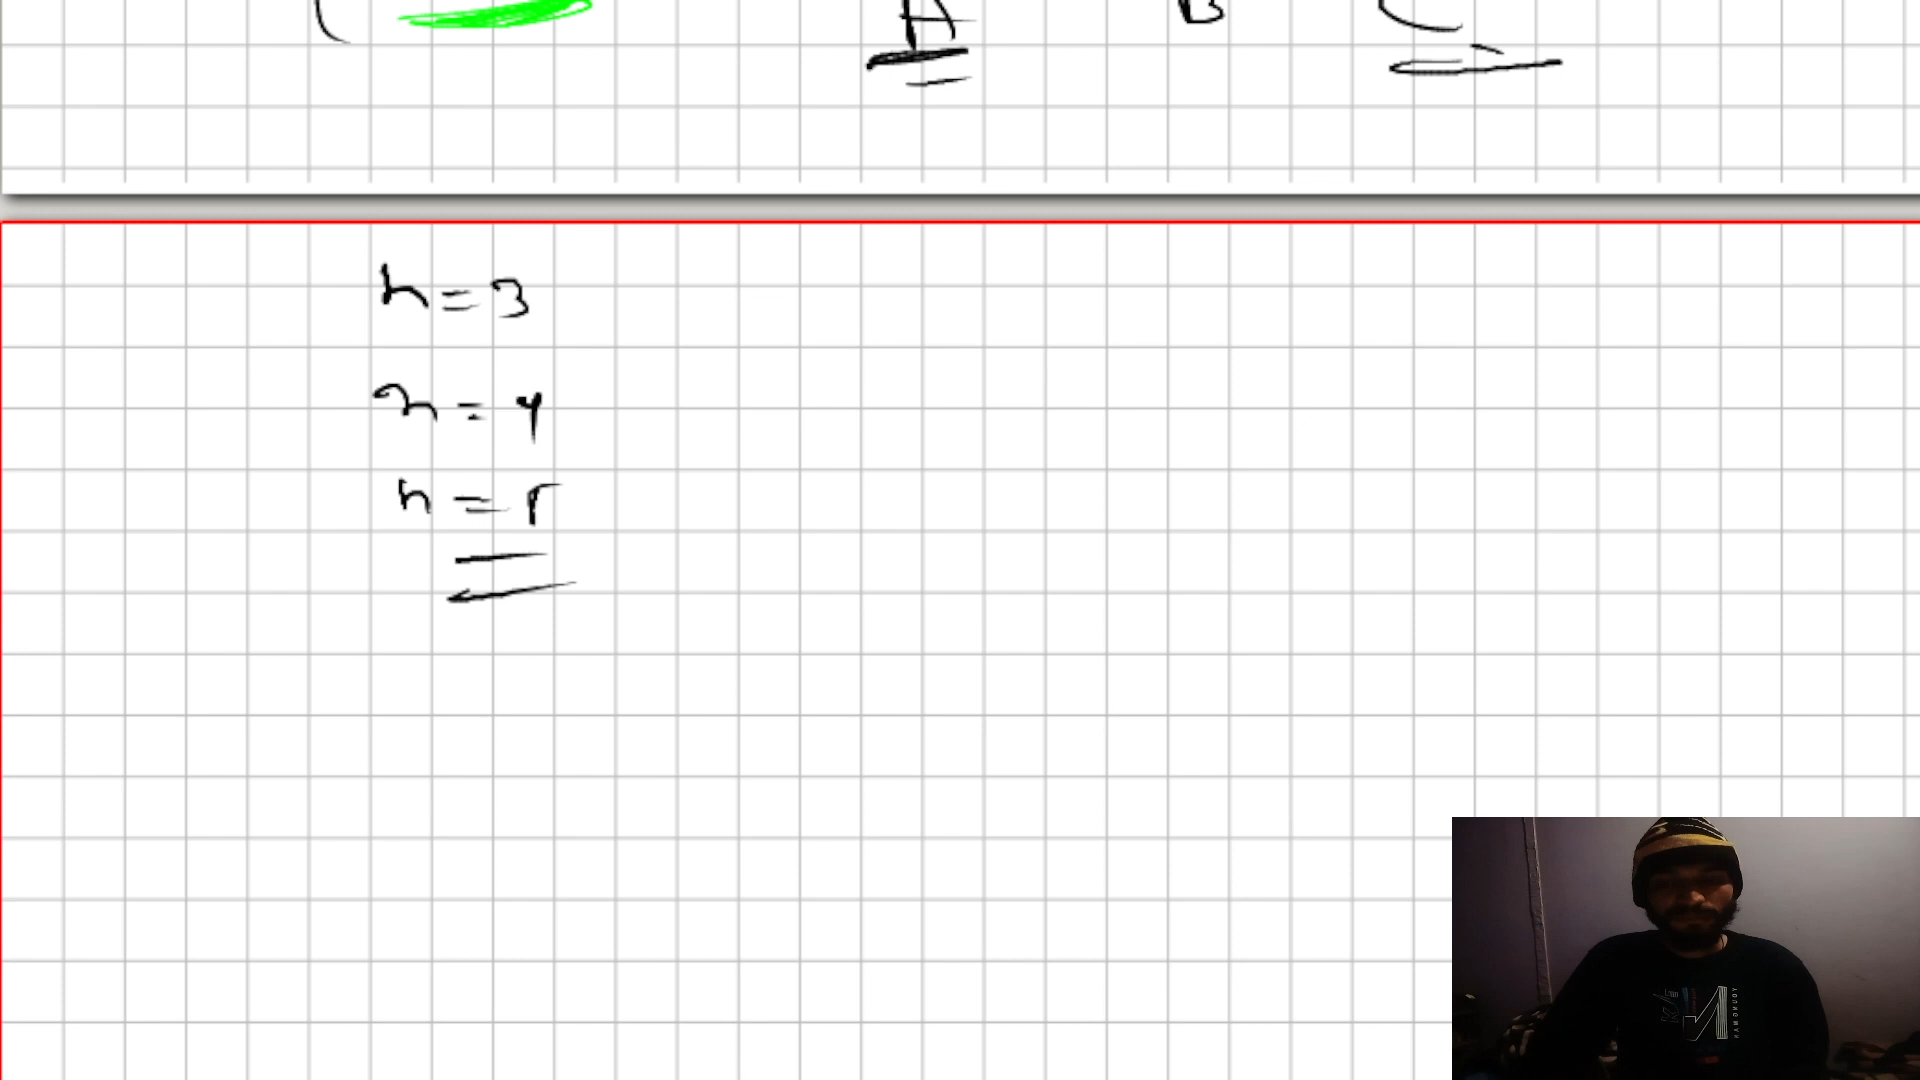 A B C
n = 3
n = 4
n = 5